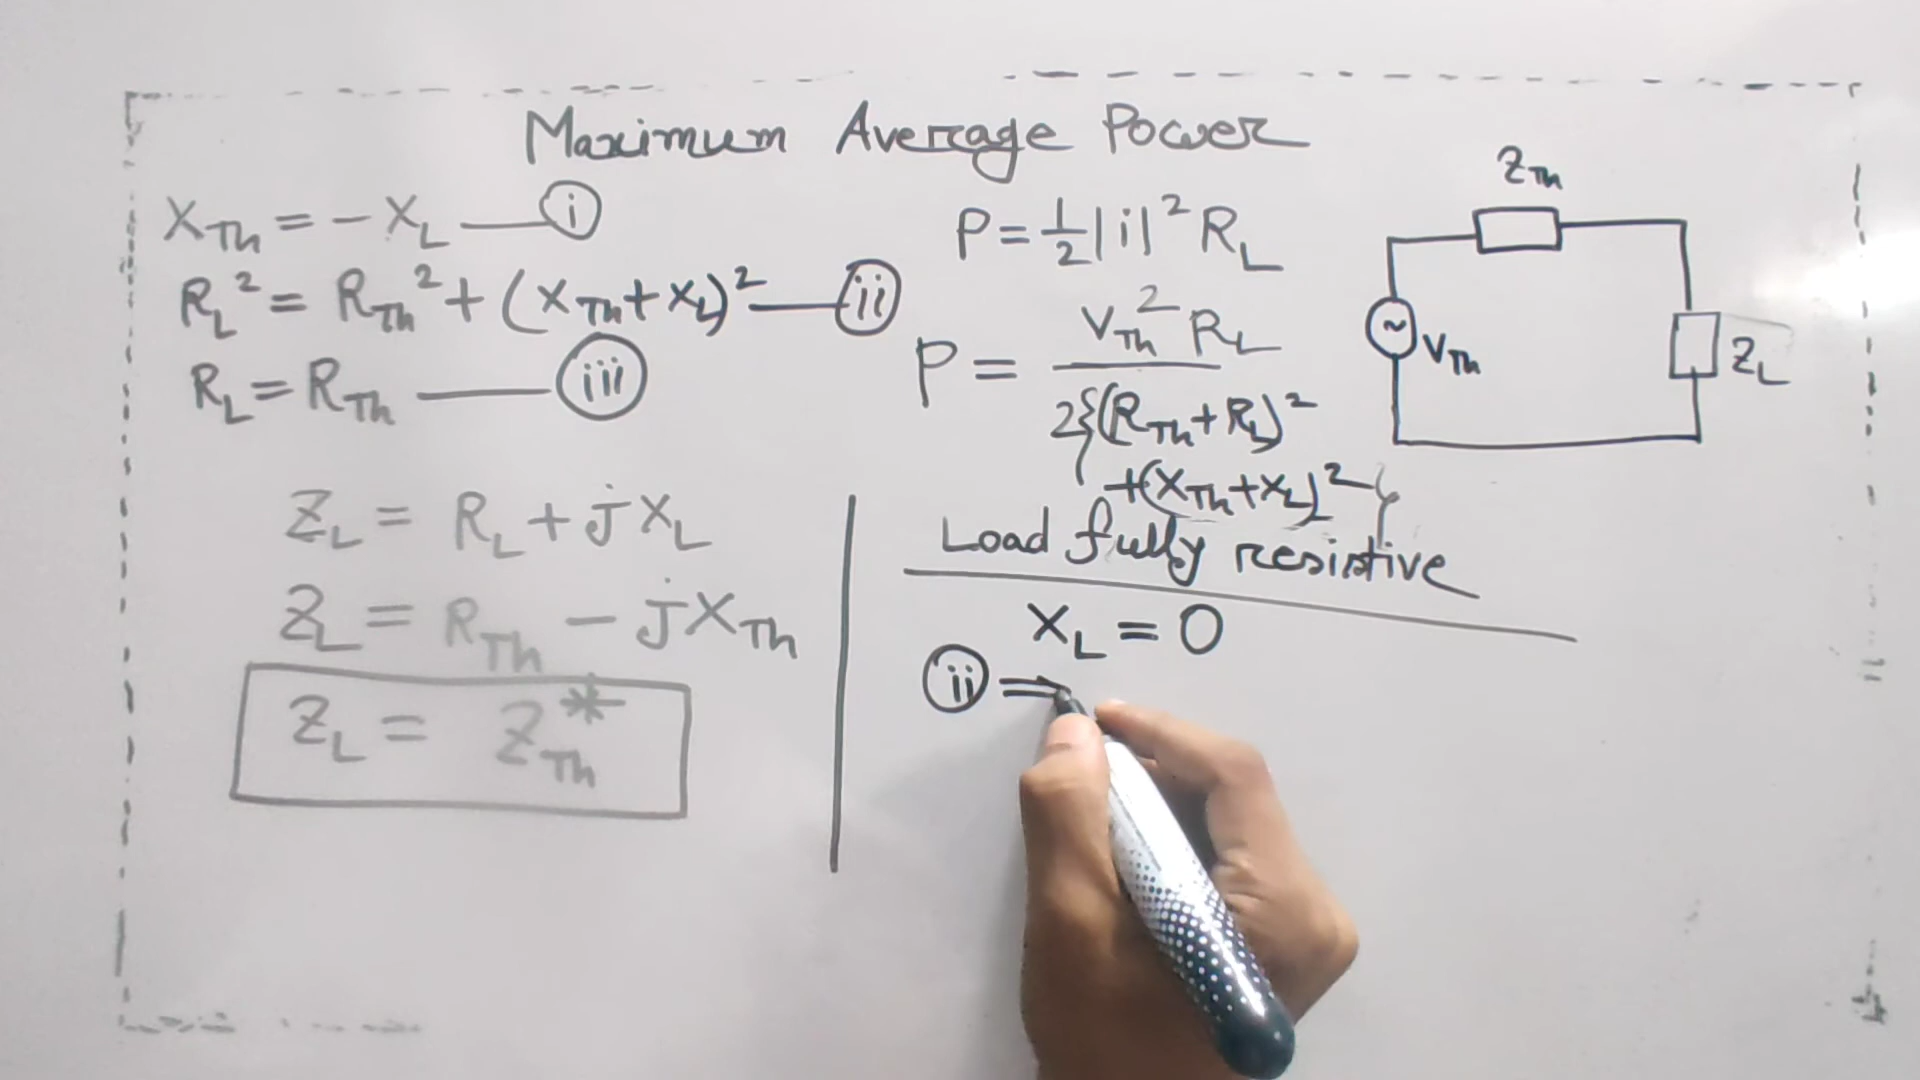 Maximum Average Power
X_Th = - X_L — (i)
R_L² = R_Th² + (X_Th + X_L)² — (ii)
R_L = R_Th — (iii)
Z_L = R_L + jX_L
Z_L = R_Th - jX_Th
Z_L = Z_Th*
P = 1/2 |i|² R_L
P = V_Th² R_L / 2{(R_Th + R_L)²
+ (X_Th + X_L)²}
Z_Th
V_Th
~
Z_L
Load fully resistive
X_L = 0
(ii) ⇒